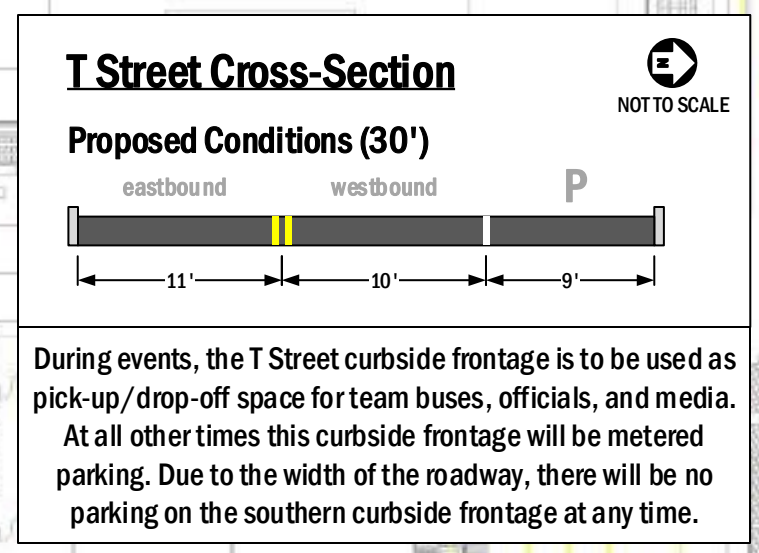 T Street Cross-Section
N
NOT TO SCALE
Proposed Conditions (30')
eastbound westbound P
11' 10' 9'
During events, the T Street curbside frontage is to be used as
pick-up/drop-off space for team buses, officials, and media.
At all other times this curbside frontage will be metered
parking. Due to the width of the roadway, there will be no
parking on the southern curbside frontage at any time.